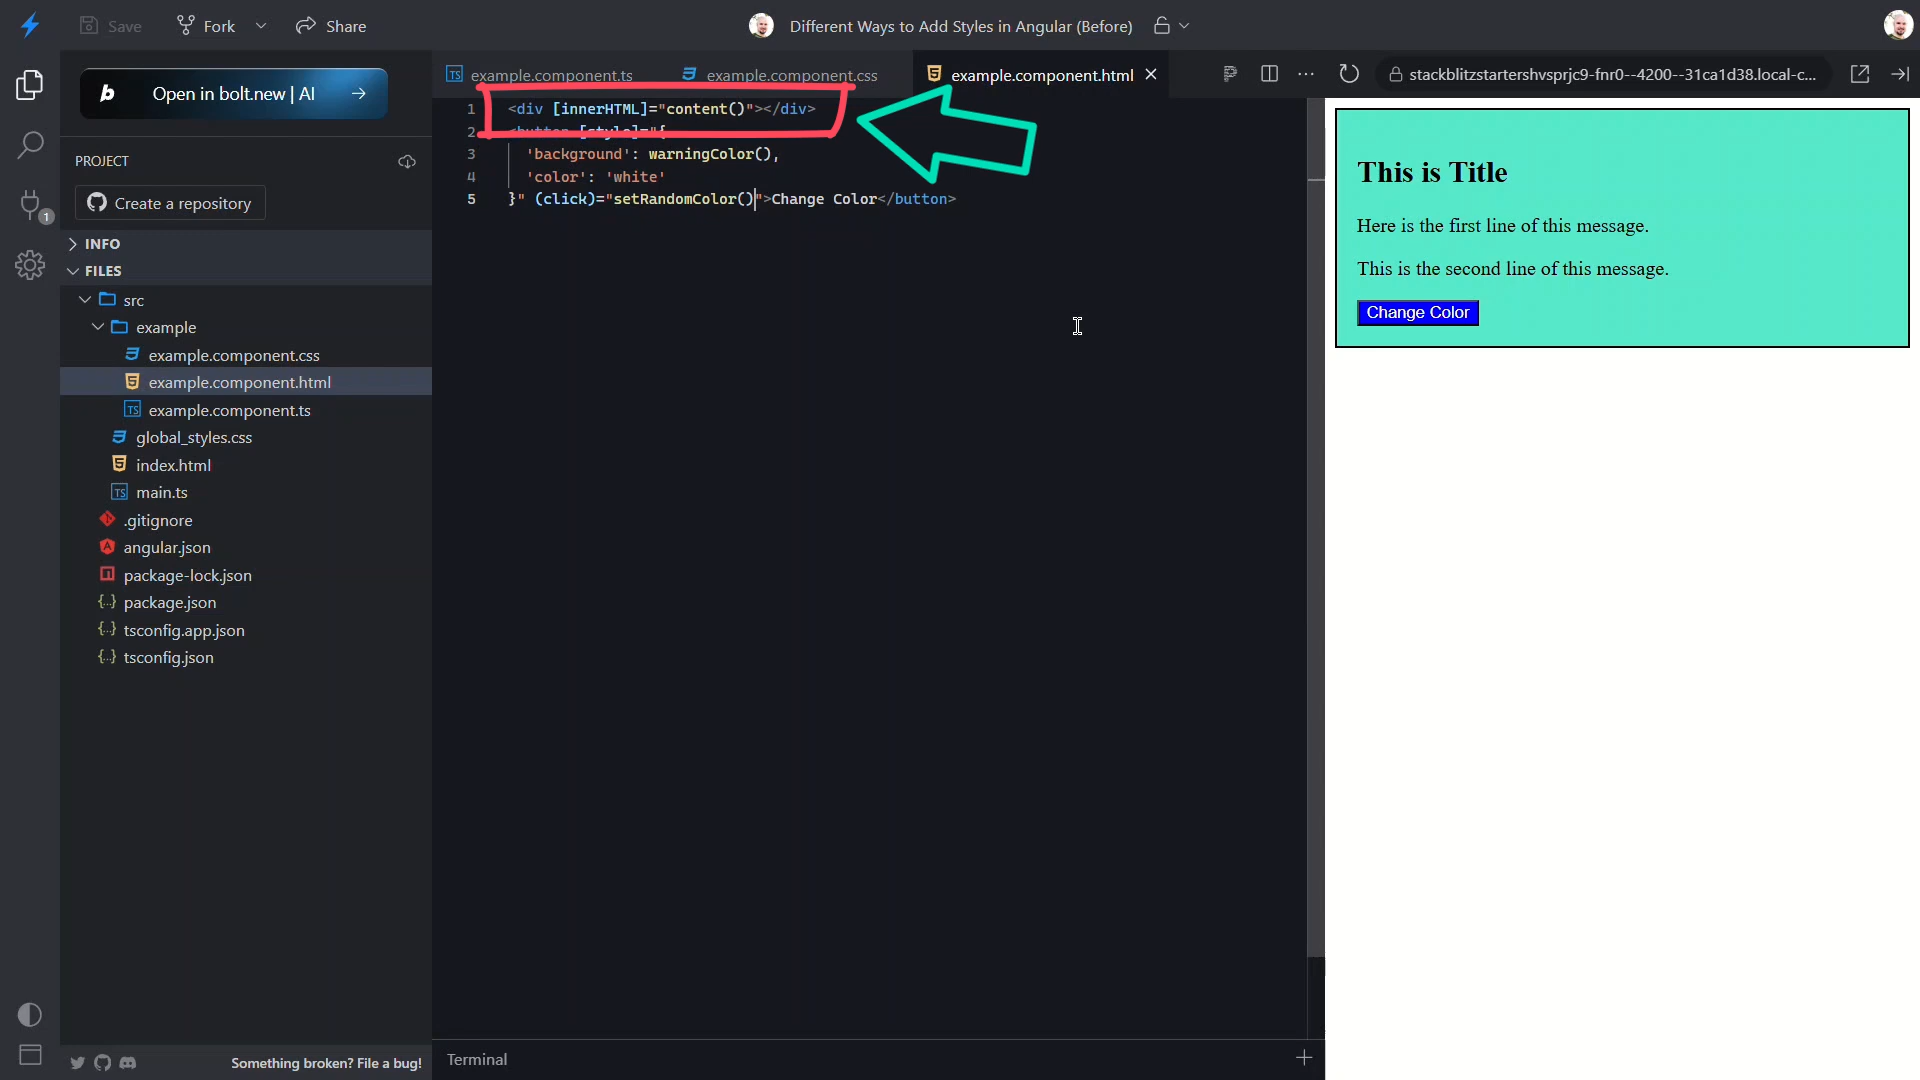 Save
Fork
Share
Different Ways to Add Styles in Angular (Before)
b Open in bolt.new | AI
PROJECT
Create a repository
1
INFO
FILES
src
example
example.component.css
example.component.html
example.component.ts
global_styles.css
index.html
main.ts
.gitignore
angular.json
package-lock.json
package.json
tsconfig.app.json
tsconfig.json
Something broken? File a bug!
example.component.ts
example.component.css
example.component.html
1 <div [innerHTML]="content()"></div>
2 <button [style]="{
3 'background': warningColor(),
4 'color': 'white'
5 }" (click)="setRandomColor()">Change Color</button>
Terminal
stackblitzstartershvsprjc9-fnr0--4200--31ca1d38.local-c...
This is Title
Here is the first line of this message.
This is the second line of this message.
Change Color